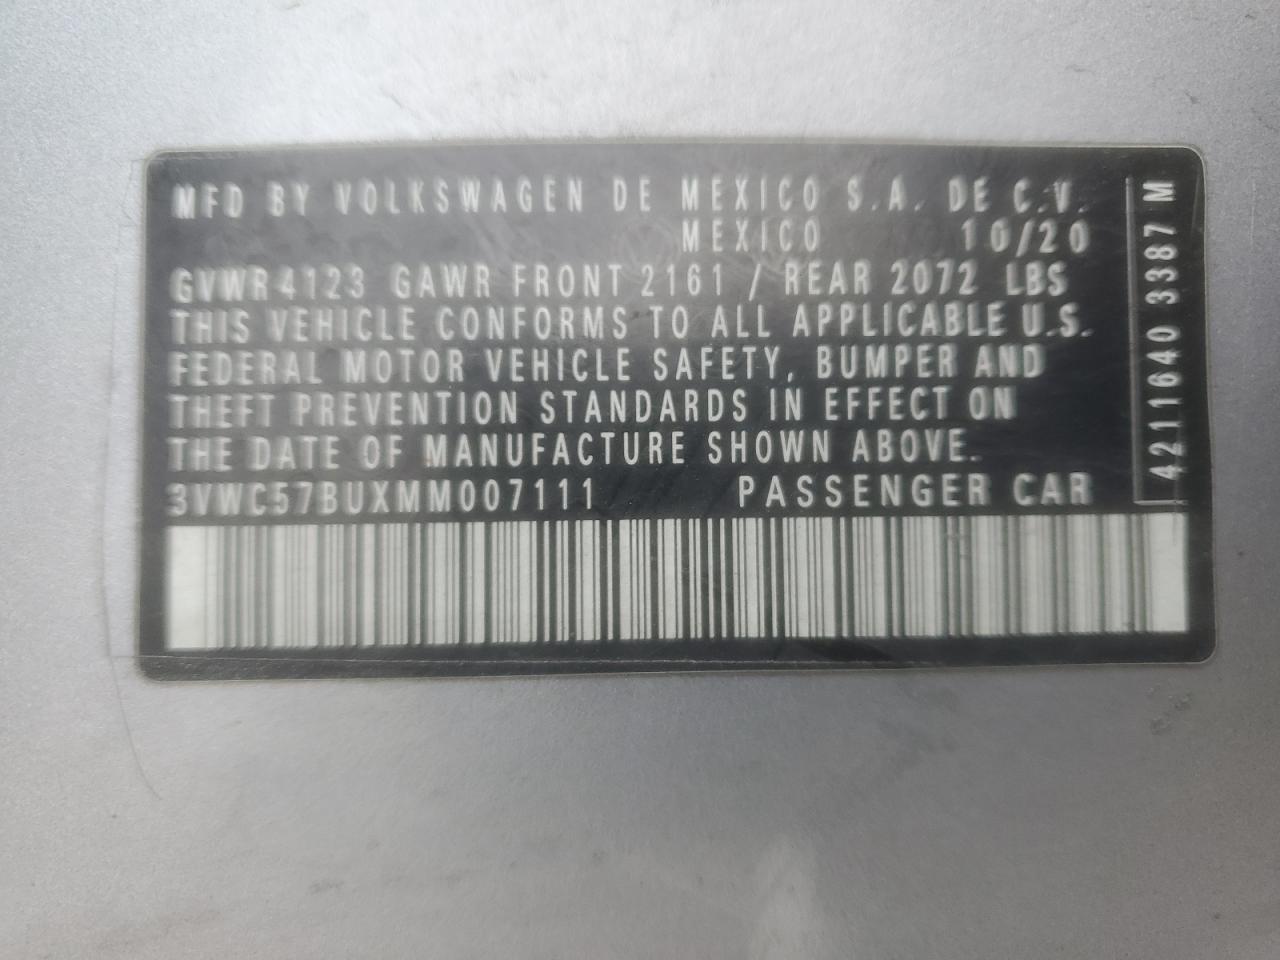 MFD BY VOLKSWAGEN DE MEXICO S.A. DE C.V.
MEXICO 10/20
GVWR 4123 GAWR FRONT 2161 / REAR 2072 LBS
THIS VEHICLE CONFORMS TO ALL APPLICABLE U.S.
FEDERAL MOTOR VEHICLE SAFETY, BUMPER AND
THEFT PREVENTION STANDARDS IN EFFECT ON
THE DATE OF MANUFACTURE SHOWN ABOVE.
3VWC57BUXMM007111 PASSENGER CAR
4211640 3387 M